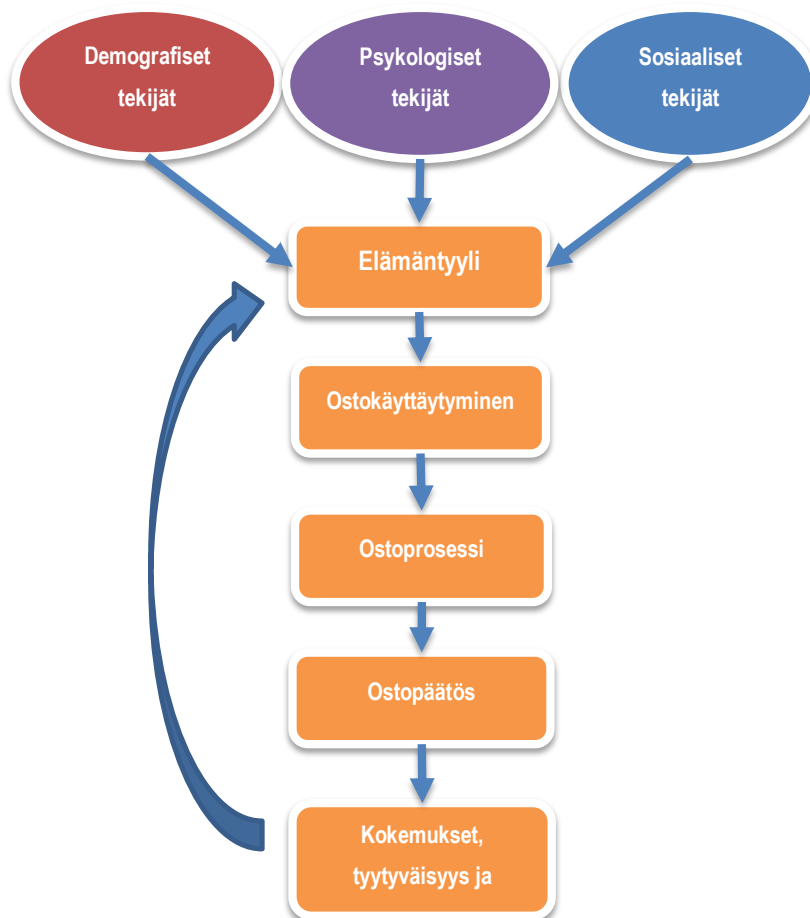 Demografiset
tekijät
Psykologiset
tekijät
Sosiaaliset
tekijät
Elämäntyyli
Ostokäyttäytyminen
Ostoprosessi
Ostopäätös
Kokemukset,
tyytyväisyys ja